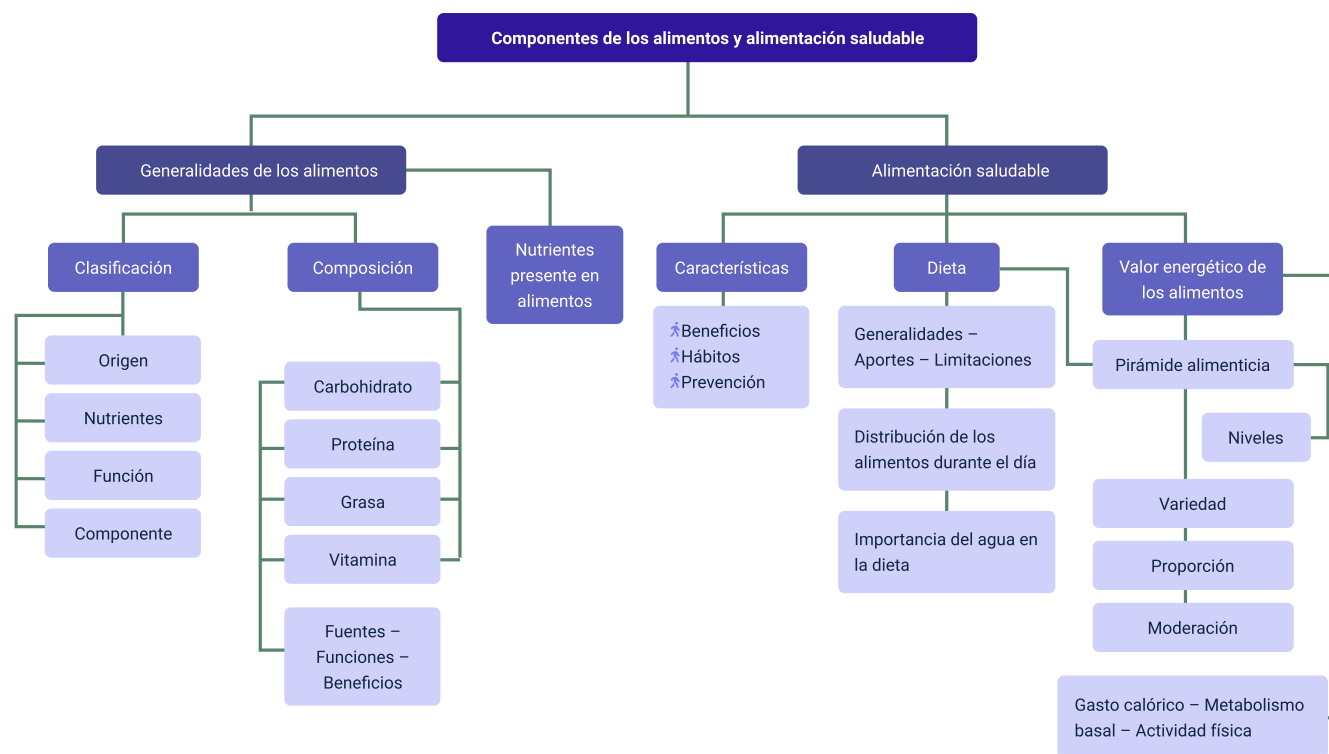 Componentes de los alimentos y alimentación saludable
Generalidades de los alimentos
Alimentación saludable
Clasificación
Composición
Nutrientes
presente en
alimentos
Características
Dieta
Valor energético de
los alimentos
Origen
Nutrientes
Función
Componente
Carbohidrato
Proteína
Grasa
Vitamina
Fuentes –
Funciones –
Beneficios
Beneficios
Hábitos
Prevención
Generalidades –
Aportes – Limitaciones
Distribución de los
alimentos durante el día
Importancia del agua en
la dieta
Pirámide alimenticia
Niveles
Variedad
Proporción
Moderación
Gasto calórico – Metabolismo
basal – Actividad física